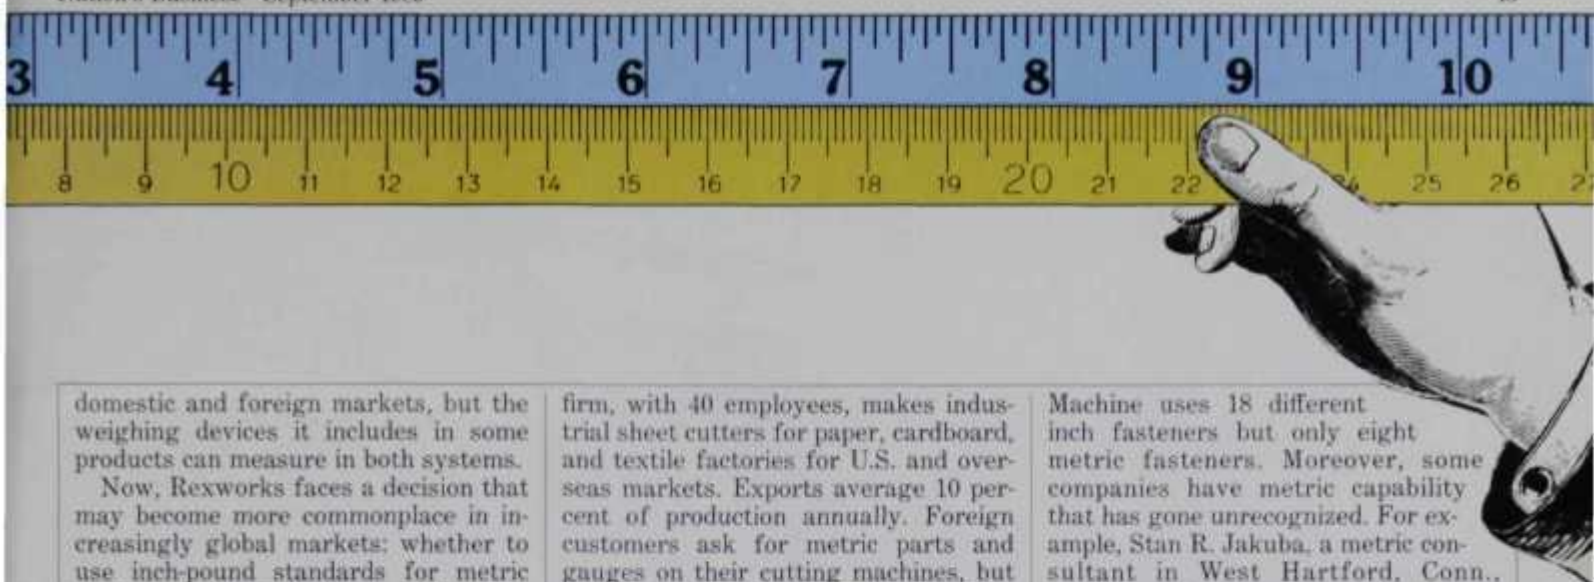 3 4 5 6 7 8 9 10
8 9 10 11 12 13 14 15 16 17 18 19 20 21 22 24 25 26
domestic and foreign markets, but the
weighing devices it includes in some
products can measure in both systems.
Now, Rexworks faces a decision that
may become more commonplace in in-
creasingly global markets: whether to
use inch-pound standards for metric
firm, with 40 employees, makes indus-
trial sheet cutters for paper, cardboard,
and textile factories for U.S. and over-
seas markets. Exports average 10 per-
cent of production annually. Foreign
customers ask for metric parts and
gauges on their cutting machines, but
Machine uses 18 different
inch fasteners but only eight
metric fasteners. Moreover, some
companies have metric capability
that has gone unrecognized. For ex-
ample, Stan R. Jakuba, a metric con-
sultant in West Hartford, Conn.,